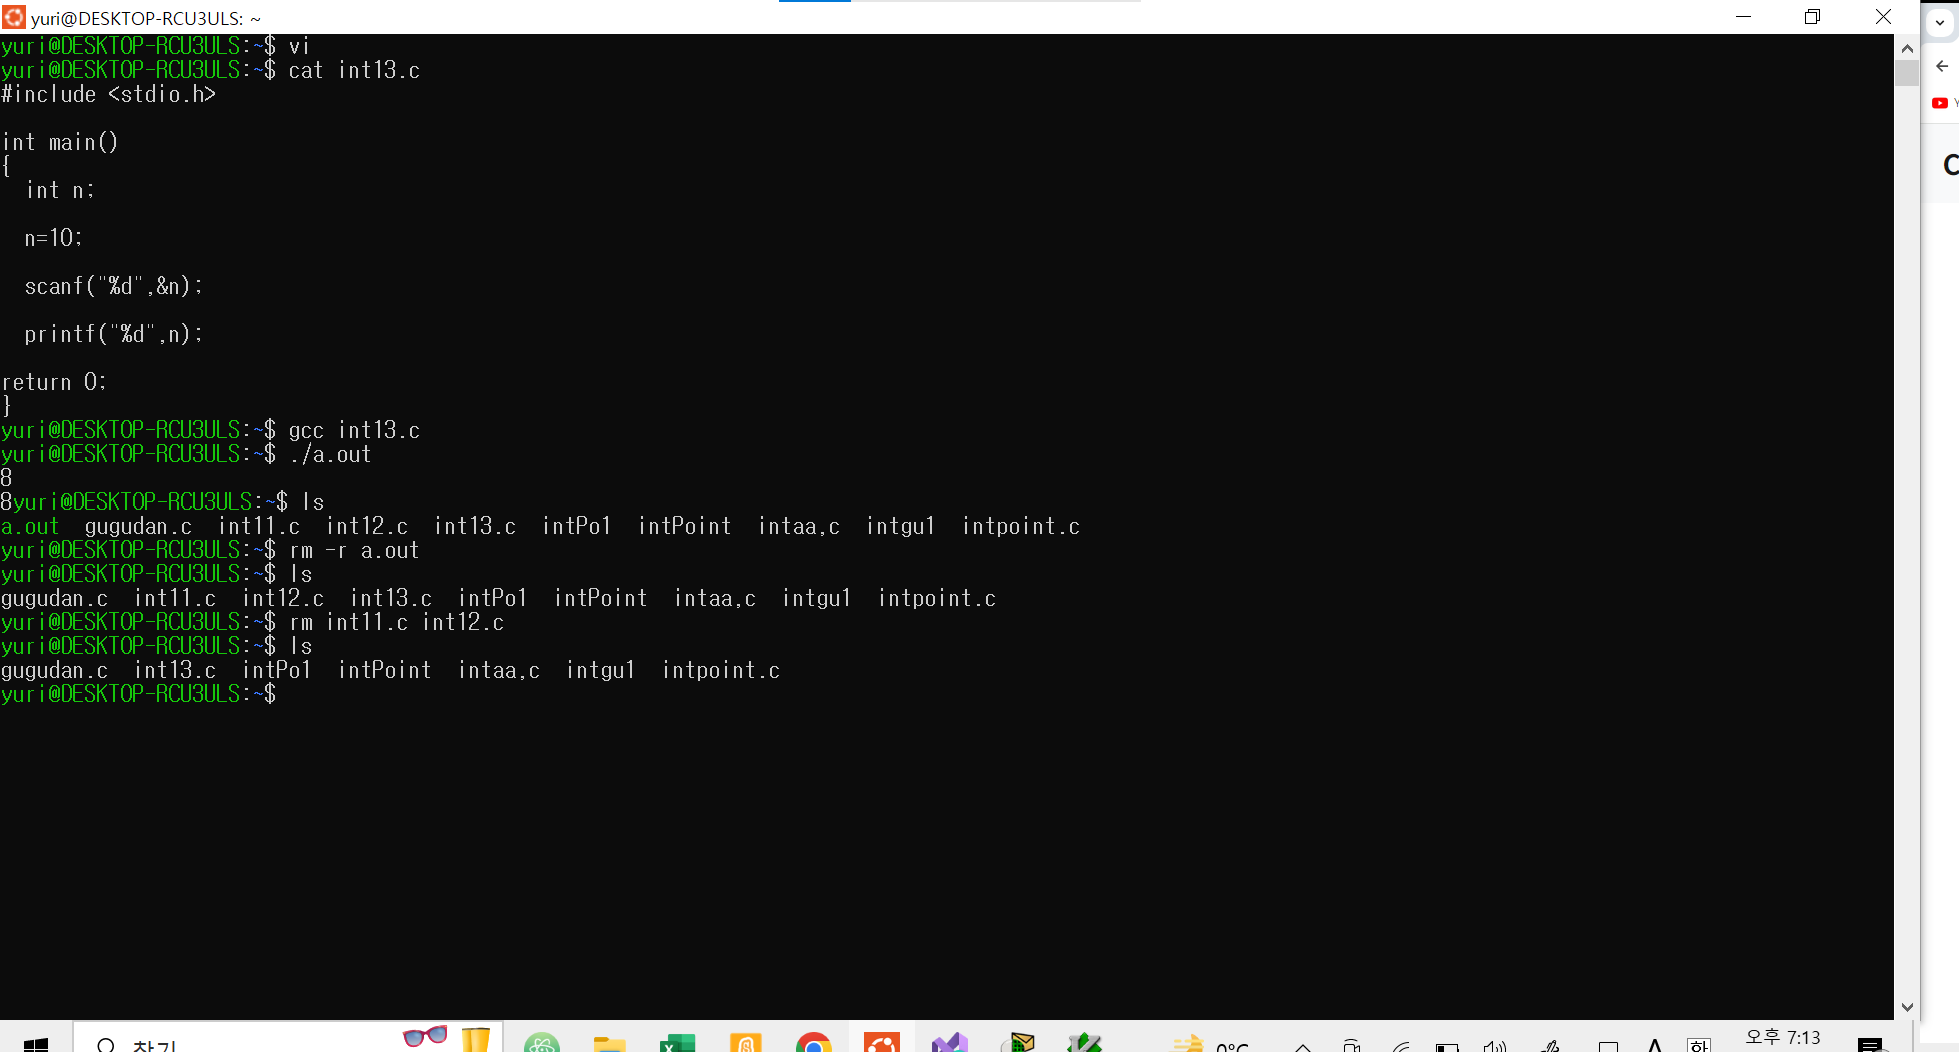 yuri@DESKTOP-RCU3ULS: ~
yuri@DESKTOP-RCU3ULS:~$ vi
yuri@DESKTOP-RCU3ULS:~$ cat int13.c
#include <stdio.h>
int main()
{
int n;
n=10;
scanf("%d",&n);
printf("%d",n);
return 0;
}
yuri@DESKTOP-RCU3ULS:~$ gcc int13.c
yuri@DESKTOP-RCU3ULS:~$ ./a.out
8
8yuri@DESKTOP-RCU3ULS:~$ ls
a.out gugudan.c int11.c int12.c int13.c intPo1 intPoint intaa,c intgu1 intpoint.c
yuri@DESKTOP-RCU3ULS:~$ rm -r a.out
yuri@DESKTOP-RCU3ULS:~$ ls
gugudan.c int11.c int12.c int13.c intPo1 intPoint intaa,c intgu1 intpoint.c
yuri@DESKTOP-RCU3ULS:~$ rm int11.c int12.c
yuri@DESKTOP-RCU3ULS:~$ ls
gugudan.c int13.c intPo1 intPoint intaa,c intgu1 intpoint.c
yuri@DESKTOP-RCU3ULS:~$
찾기
0°C
A
한
오후 7:13